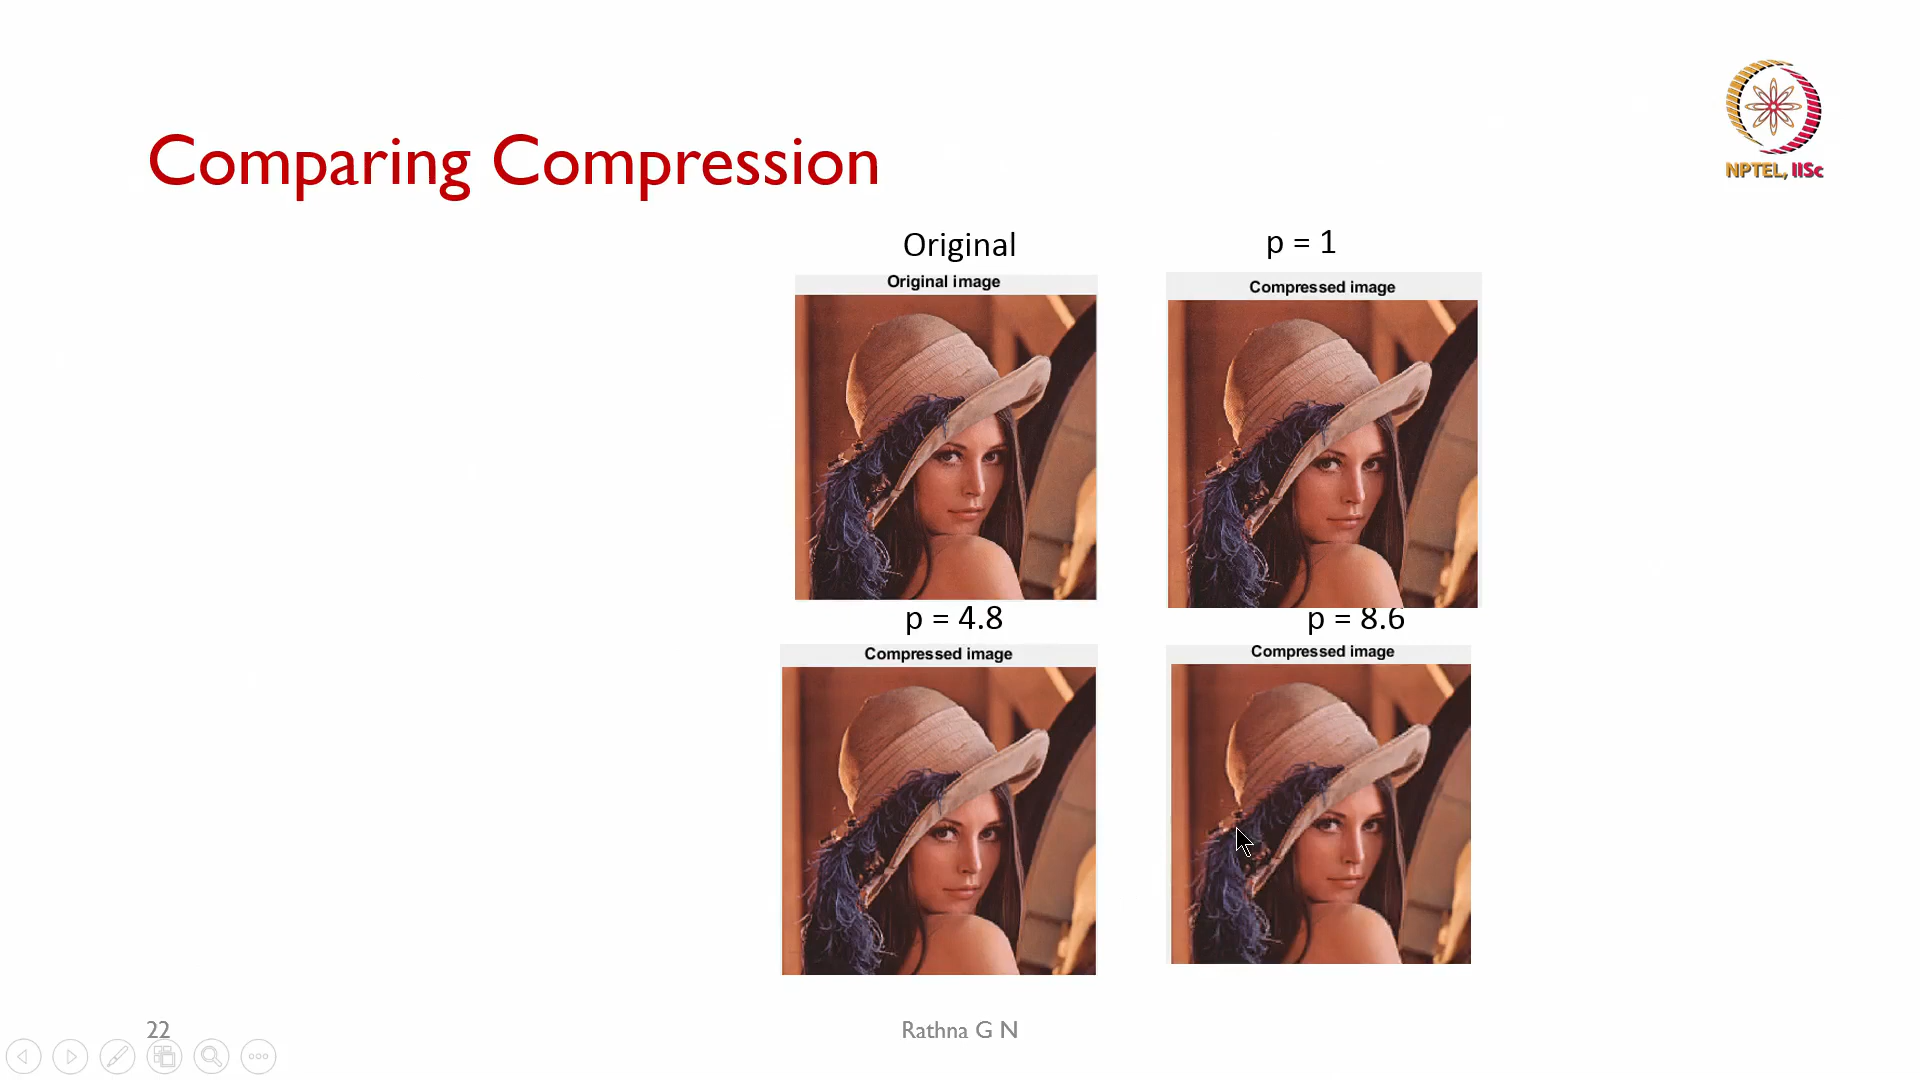 NPTEL, IISc
Comparing Compression
Original
p = 1
Original image
Compressed image
p = 4.8
p = 8.6
Compressed image
Compressed image
22
Rathna G N